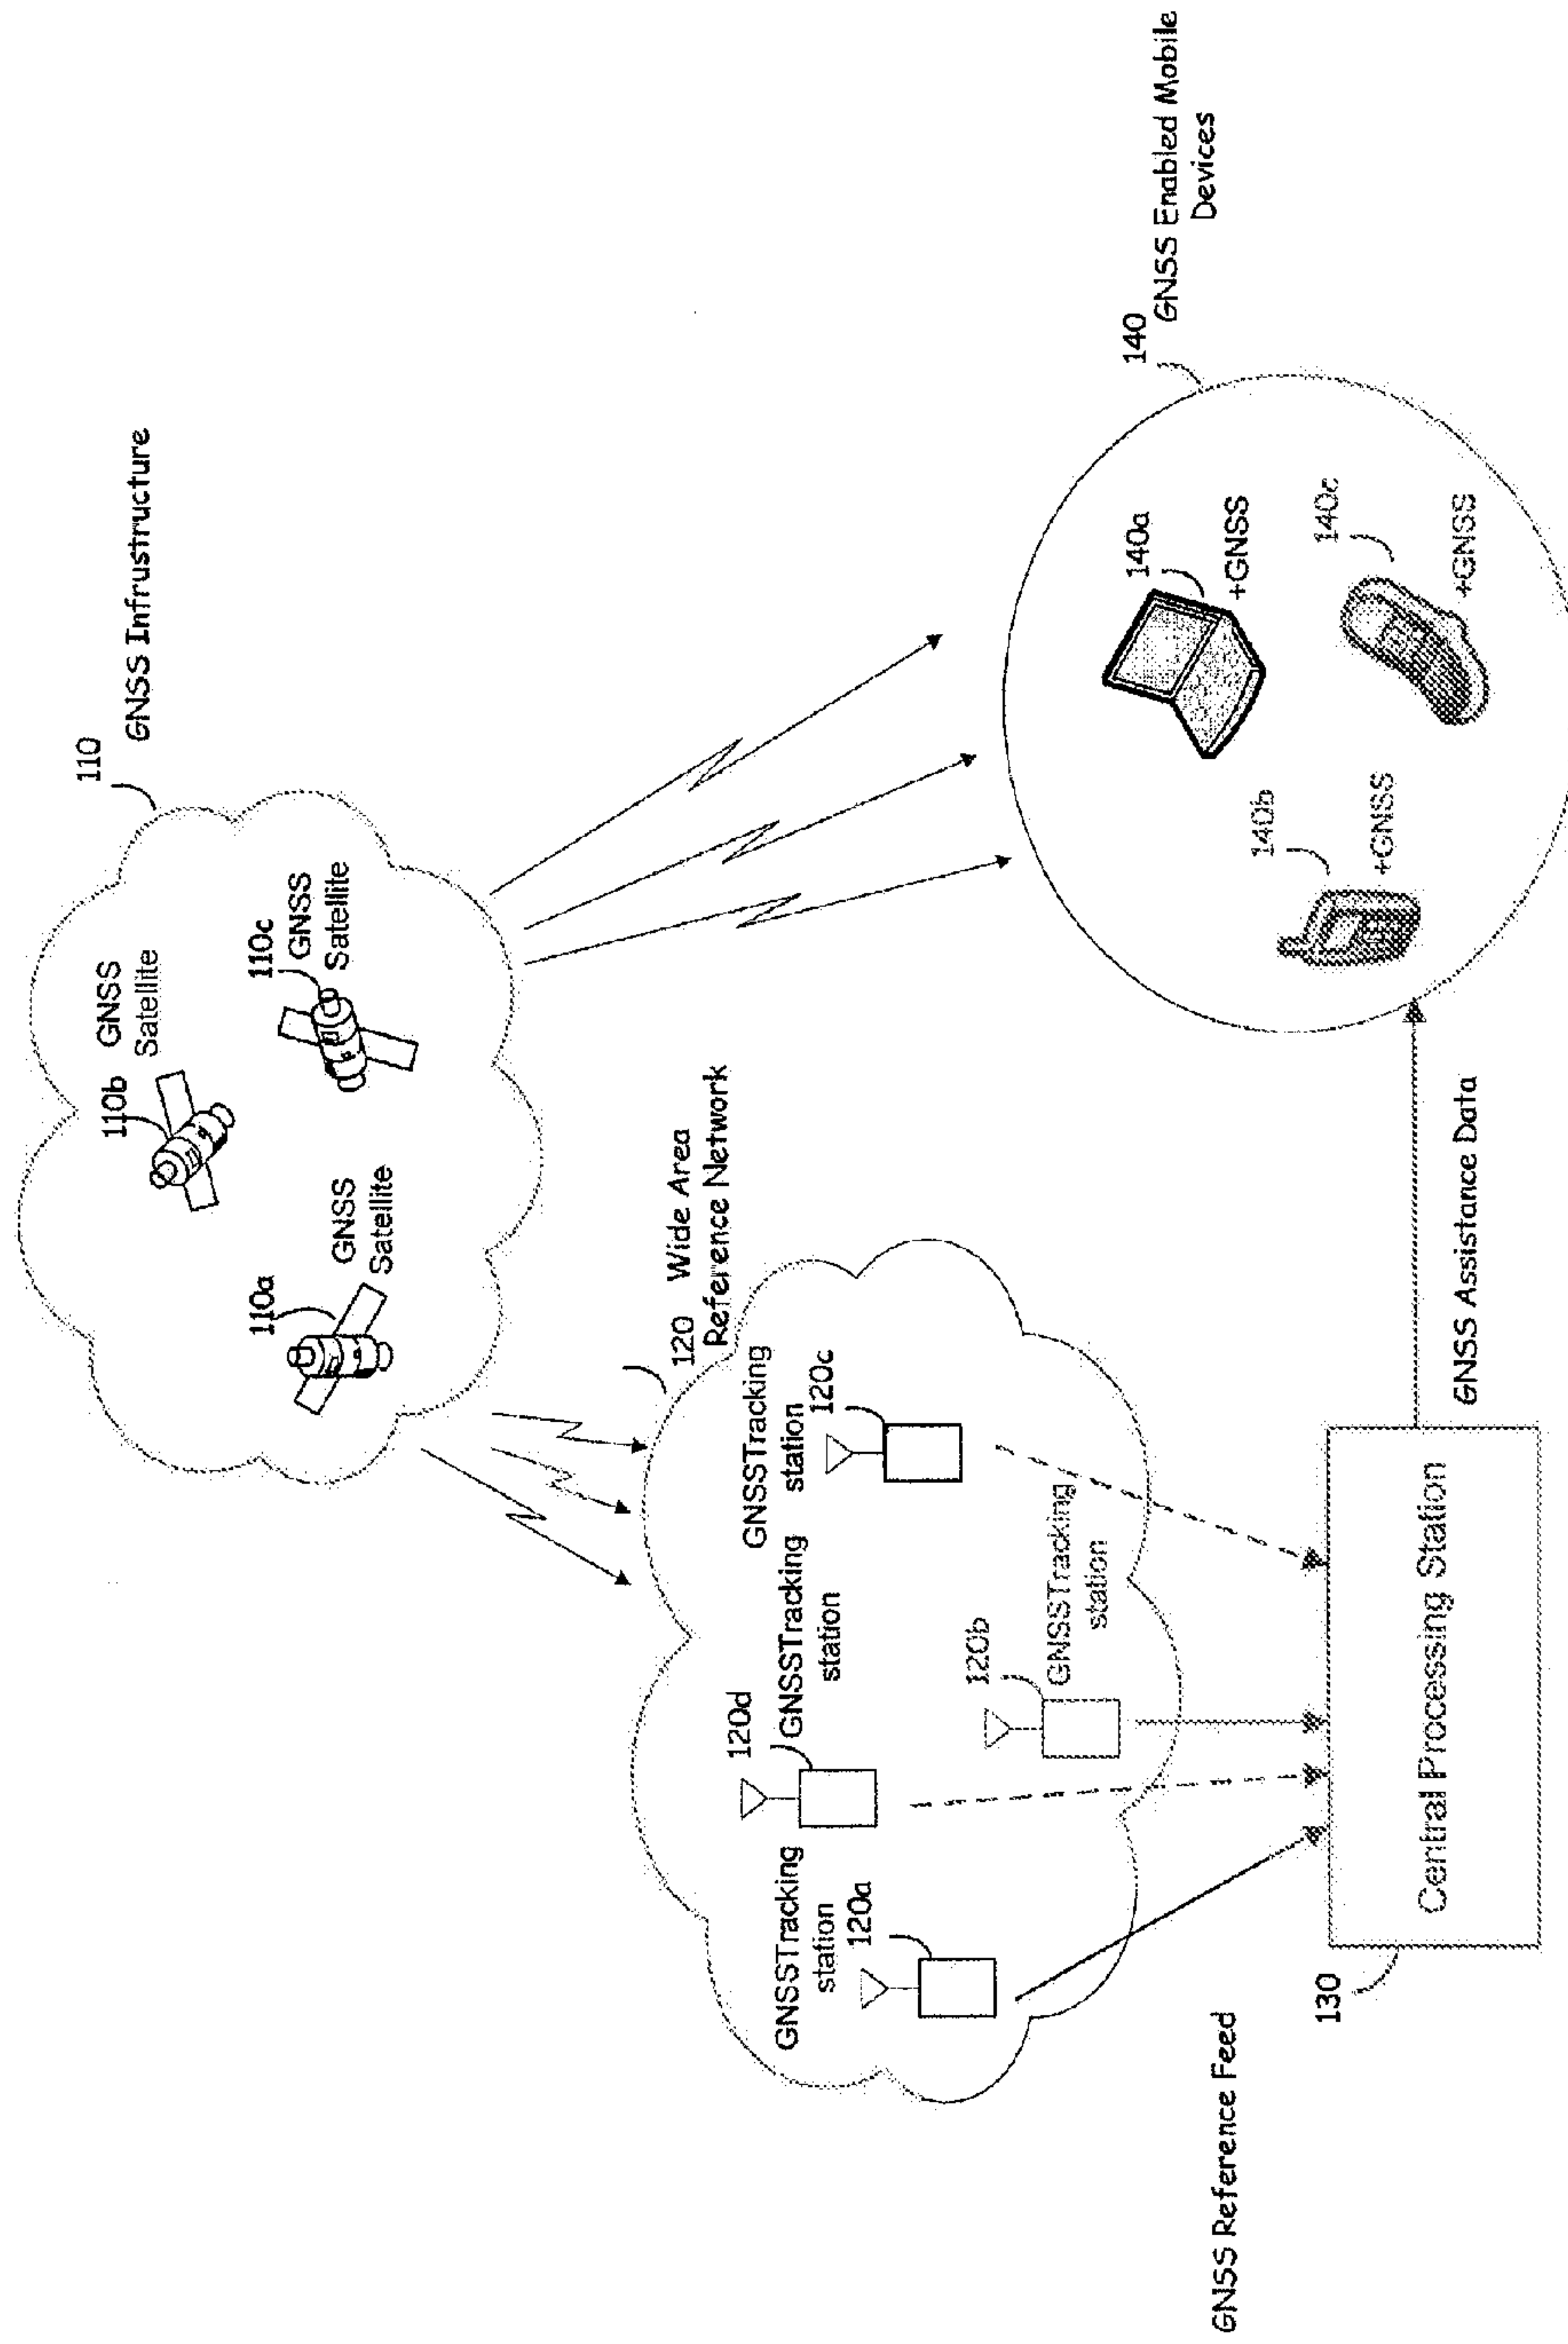 110
GNSS Infrustructure
110b
GNSS
Satellite
110c
GNSS
Satellite
110a
GNSS
Satellite
120
Wide Area
Reference Network
GNSSTracking
station
120c
GNSSTracking
station
120d
GNSSTracking
station
120a
120b
GNSSTracking
station
GNSS Reference Feed
130
Central Processing Station
GNSS Assistance Data
140
GNSS Enabled Mobile
Devices
140a
+GNSS
140b
+GNSS
140c
+GNSS